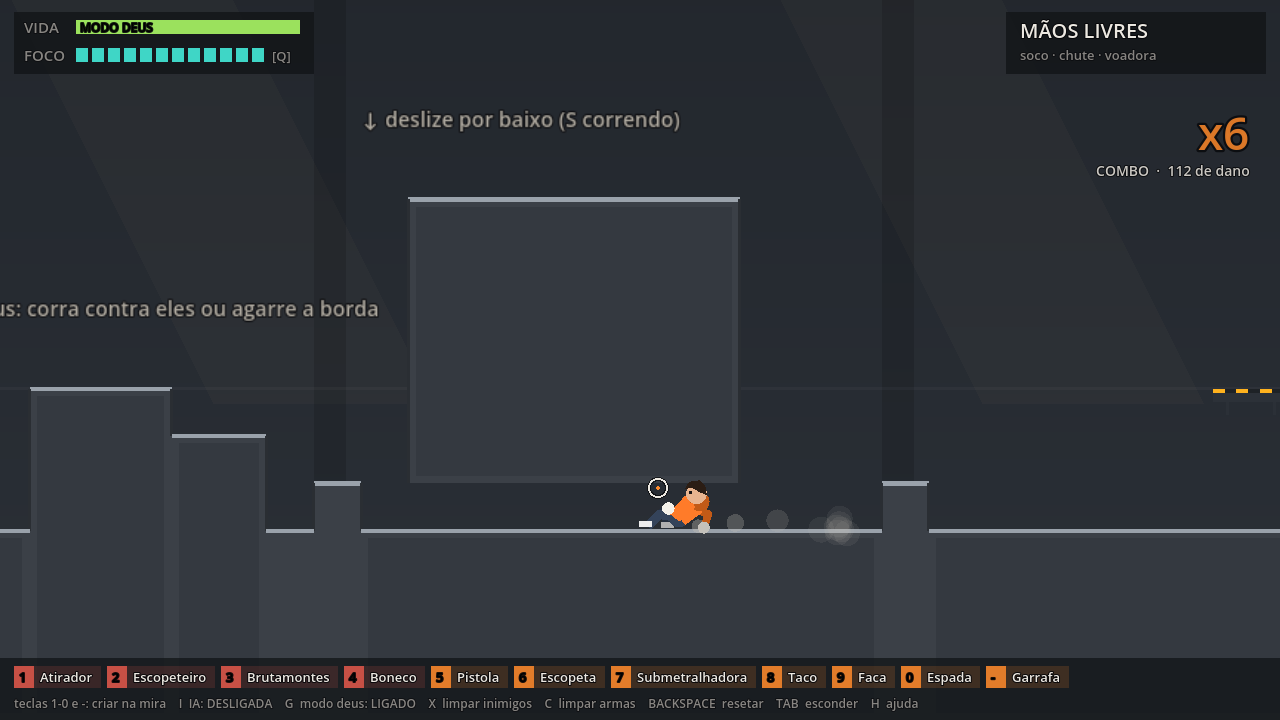 VIDA MODO DEUS
FOCO [Q]
MÃOS LIVRES
soco · chute · voadora
↓ deslize por baixo (S correndo)
x6
COMBO · 112 de dano
us: corra contra eles ou agarre a borda
1 Atirador 2 Escopeteiro 3 Brutamontes 4 Boneco 5 Pistola 6 Escopeta 7 Submetralhadora 8 Taco 9 Faca 0 Espada - Garrafa
teclas 1-0 e -: criar na mira I IA: DESLIGADA G modo deus: LIGADO X limpar inimigos C limpar armas BACKSPACE resetar TAB esconder H ajuda